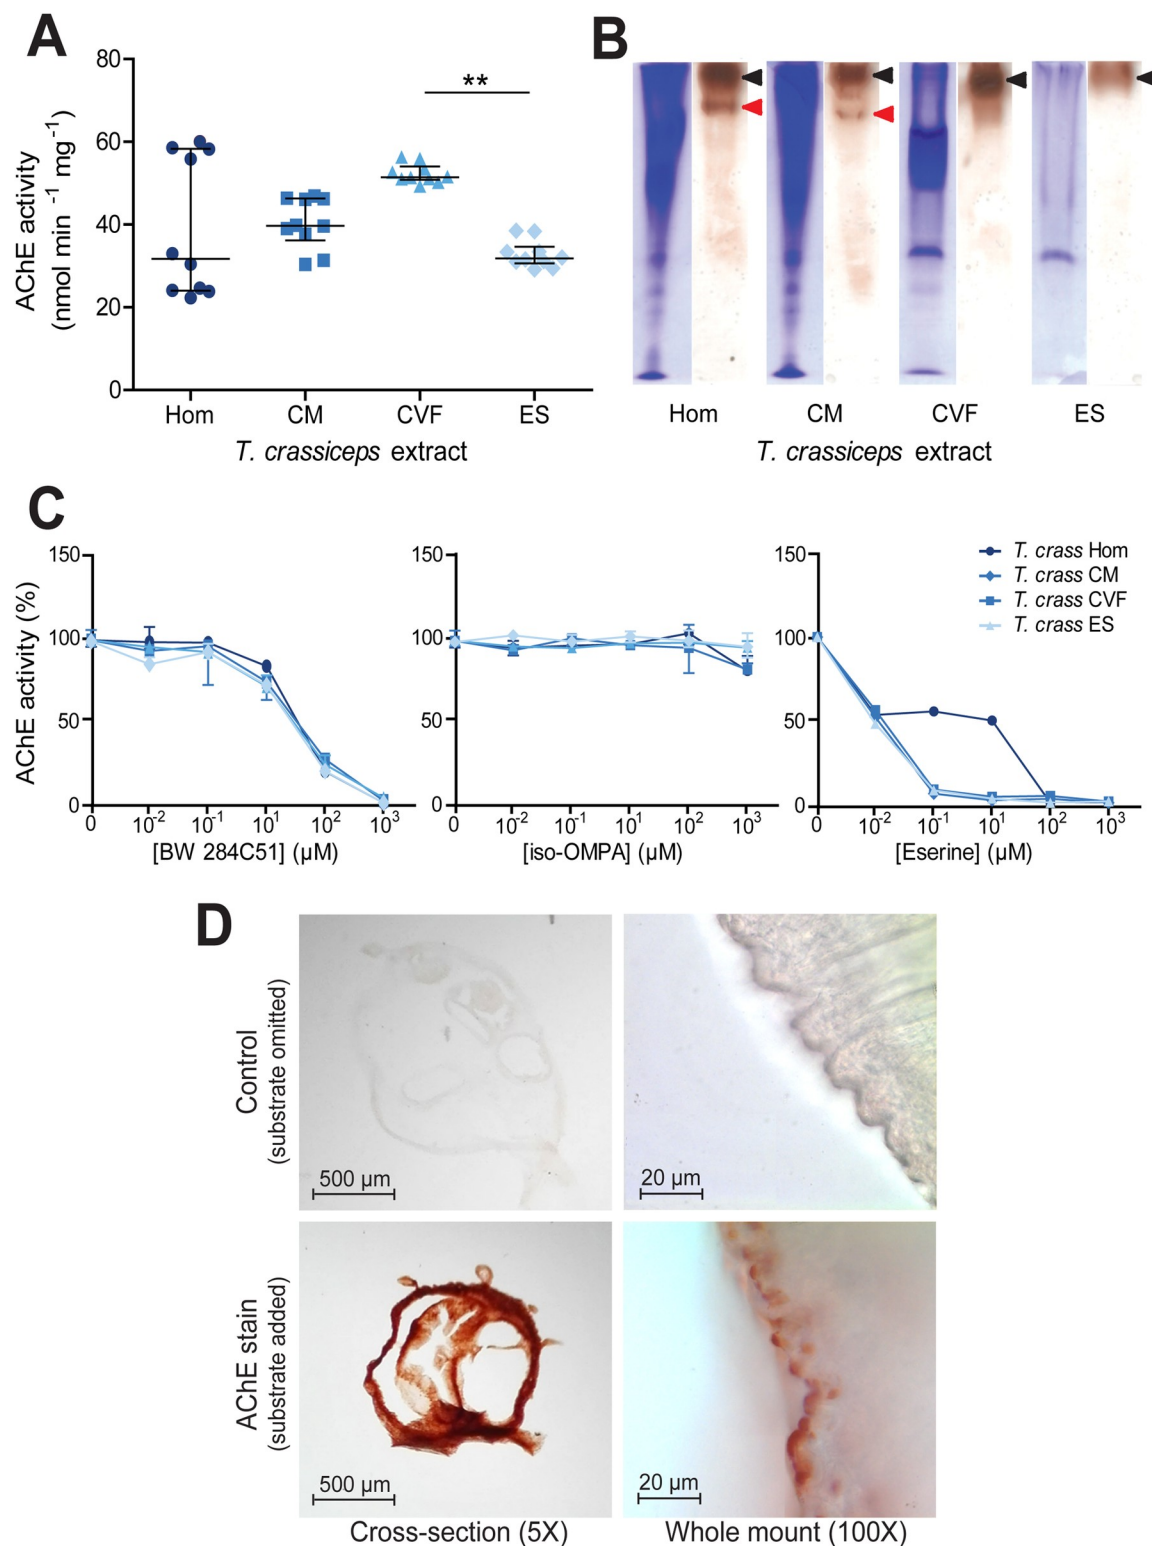 A
AChE activity
(nmol min -1 mg -1)
80
60
40
20
0
**
Hom CM CVF ES
T. crassiceps extract
B
Hom CM CVF ES
T. crassiceps extract
C
AChE activity (%)
150
100
50
0
0 10-2 10-1 101 102 103
[BW 284C51] (µM)
150
100
50
0
0 10-2 10-1 101 102 103
[iso-OMPA] (µM)
150
100
50
0
0 10-2 10-1 101 102 103
[Eserine] (µM)
T. crass Hom
T. crass CM
T. crass CVF
T. crass ES
D
Control
(substrate omitted)
500 µm
20 µm
AChE stain
(substrate added)
500 µm
20 µm
Cross-section (5X)
Whole mount (100X)